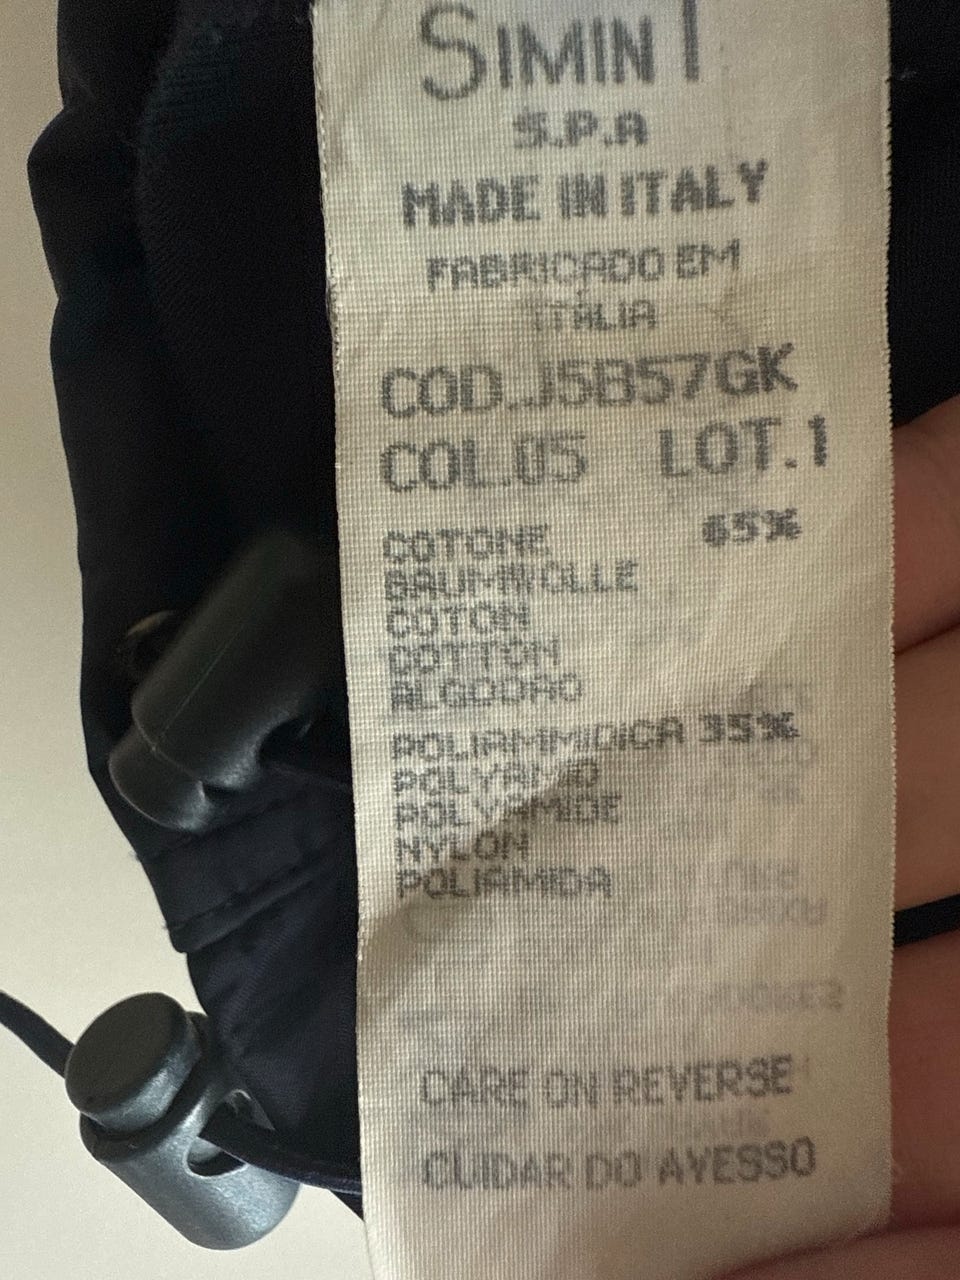 SIMINT
S.P.A
MADE IN ITALY
FABRICADO EM
ITÁLIA
COD.J5B57GK
COL.05 LOT.1
COTONE 65%
BAUMWOLLE
COTON
COTTON
ALGODAO
POLIAMMIDICA 35%
POLYAMID
POLYAMIDE
NYLON
POLIAMIDA
CARE ON REVERSE
CUIDAR DO AVESSO